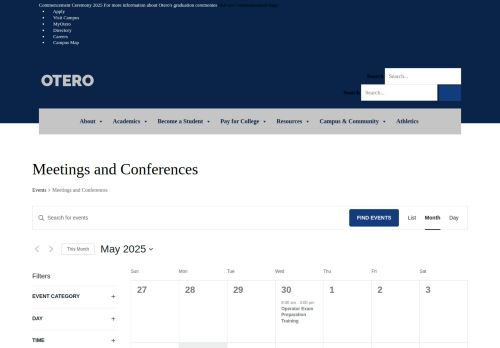 Commencement Ceremony 2025 For more information about Otero's graduation ceremonies
Apply
Visit Campus
MyOtero
Directory
Careers
Campus Map
OTERO
Search
Search...
Search
Search...
About
Academics
Become a Student
Pay for College
Resources
Campus & Community
Athletics
Meetings and Conferences
Events > Meetings and Conferences
Search for events
FIND EVENTS
List
Month
Day
This Month
May 2025
Filters
Sun Mon Tue Wed Thu Fri Sat
EVENT CATEGORY +
DAY +
TIME +
27 28 29 30 1 2 3
8:00 am - 3:00 pm
Operator Exam
Preparation
Training